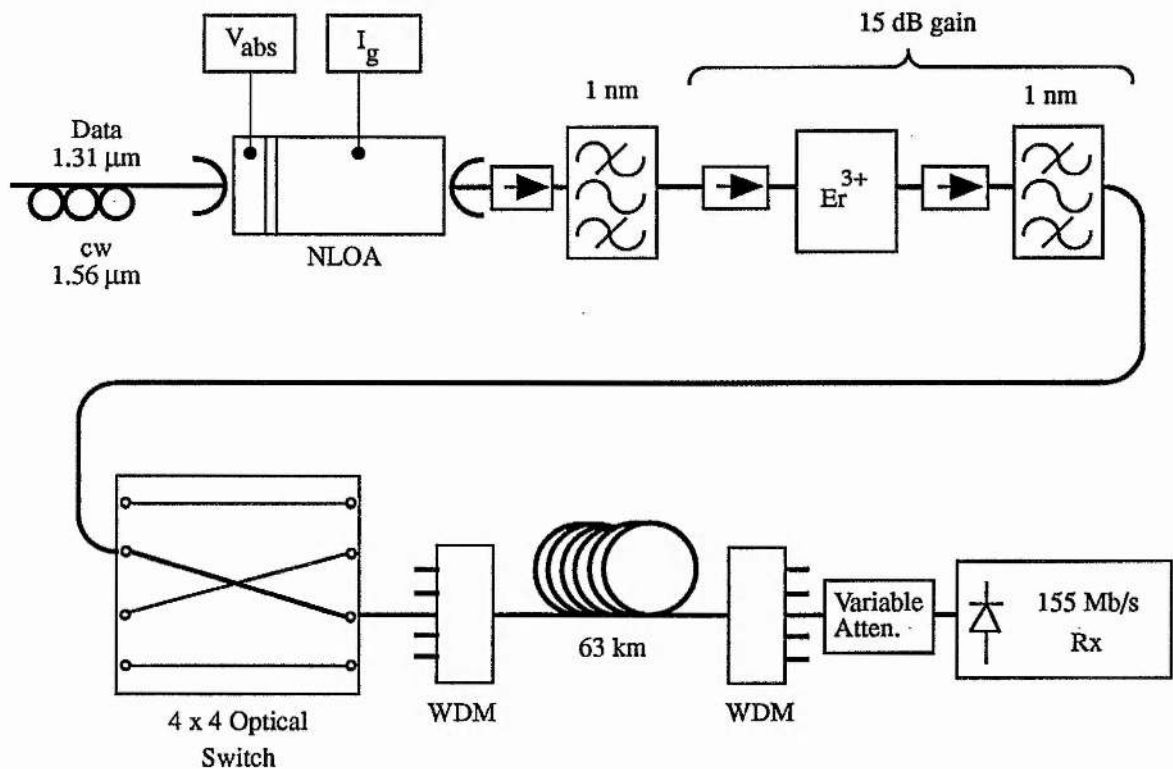 V_abs
I_g
15 dB gain
1 nm
1 nm
Data
1.31 μm
Er^3+
cw
1.56 μm
NLOA
63 km
Variable
Atten.
155 Mb/s
Rx
WDM
WDM
4 x 4 Optical
Switch